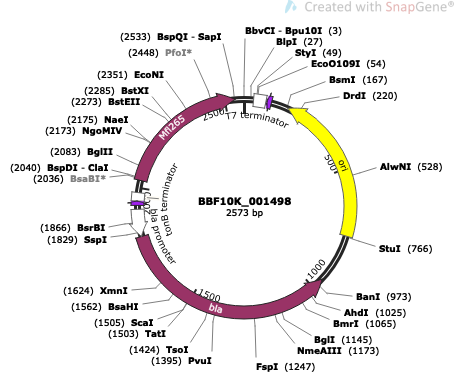 Created with SnapGene®
(2533) BspQI - SapI
(2448) PfoI*
(2351) EcoNI
(2285) BstXI
(2273) BstEII
(2175) NaeI
(2173) NgoMIV
(2083) BglII
(2040) BspDI - ClaI
(2036) BsaBI*
(1866) BsrBI
(1829) SspI
(1624) XmnI
(1562) BsaHI
(1505) ScaI
(1503) TatI
(1424) TsoI
(1395) PvuI
BbvCI - Bpu10I (3)
BlpI (27)
StyI (49)
EcoO109I (54)
BsmI (167)
DrdI (220)
AlwNI (528)
StuI (766)
BanI (973)
AhdI (1025)
BmrI (1065)
BglI (1145)
NmeAIII (1173)
FspI (1247)
T7 terminator
2500
Mfl265
tonB terminator
bla promoter
bla
1500
1000
500
ori
BBF10K_001498
2573 bp